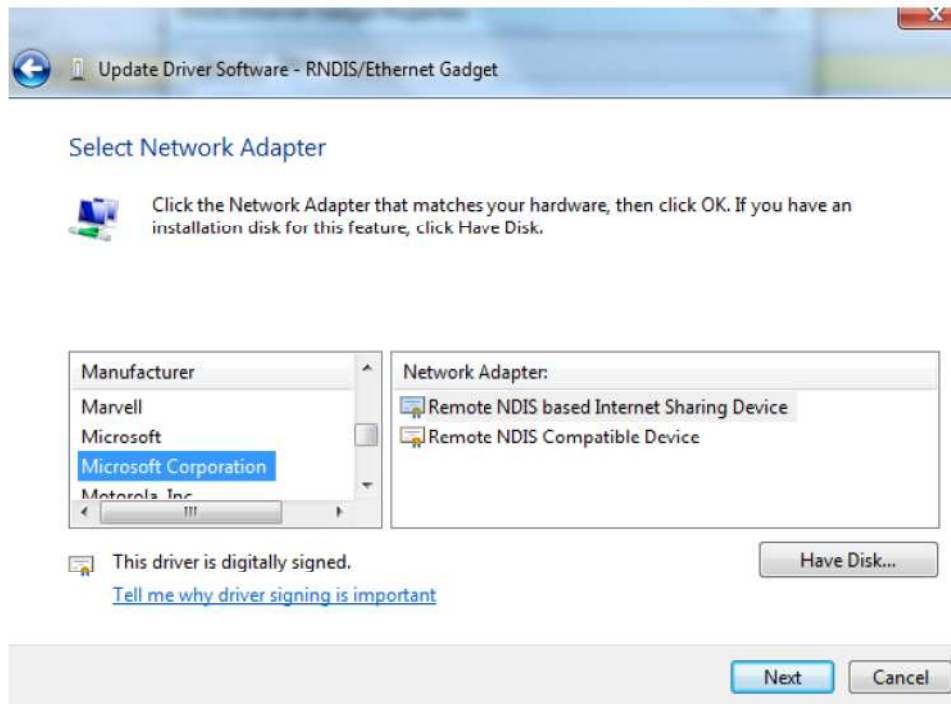 Update Driver Software - RNDIS/Ethernet Gadget
Select Network Adapter
Click the Network Adapter that matches your hardware, then click OK. If you have an
installation disk for this feature, click Have Disk.
Manufacturer
Marvell
Microsoft
Microsoft Corporation
Motorola, Inc.
Network Adapter:
Remote NDIS based Internet Sharing Device
Remote NDIS Compatible Device
This driver is digitally signed.
Have Disk...
Tell me why driver signing is important
Next
Cancel